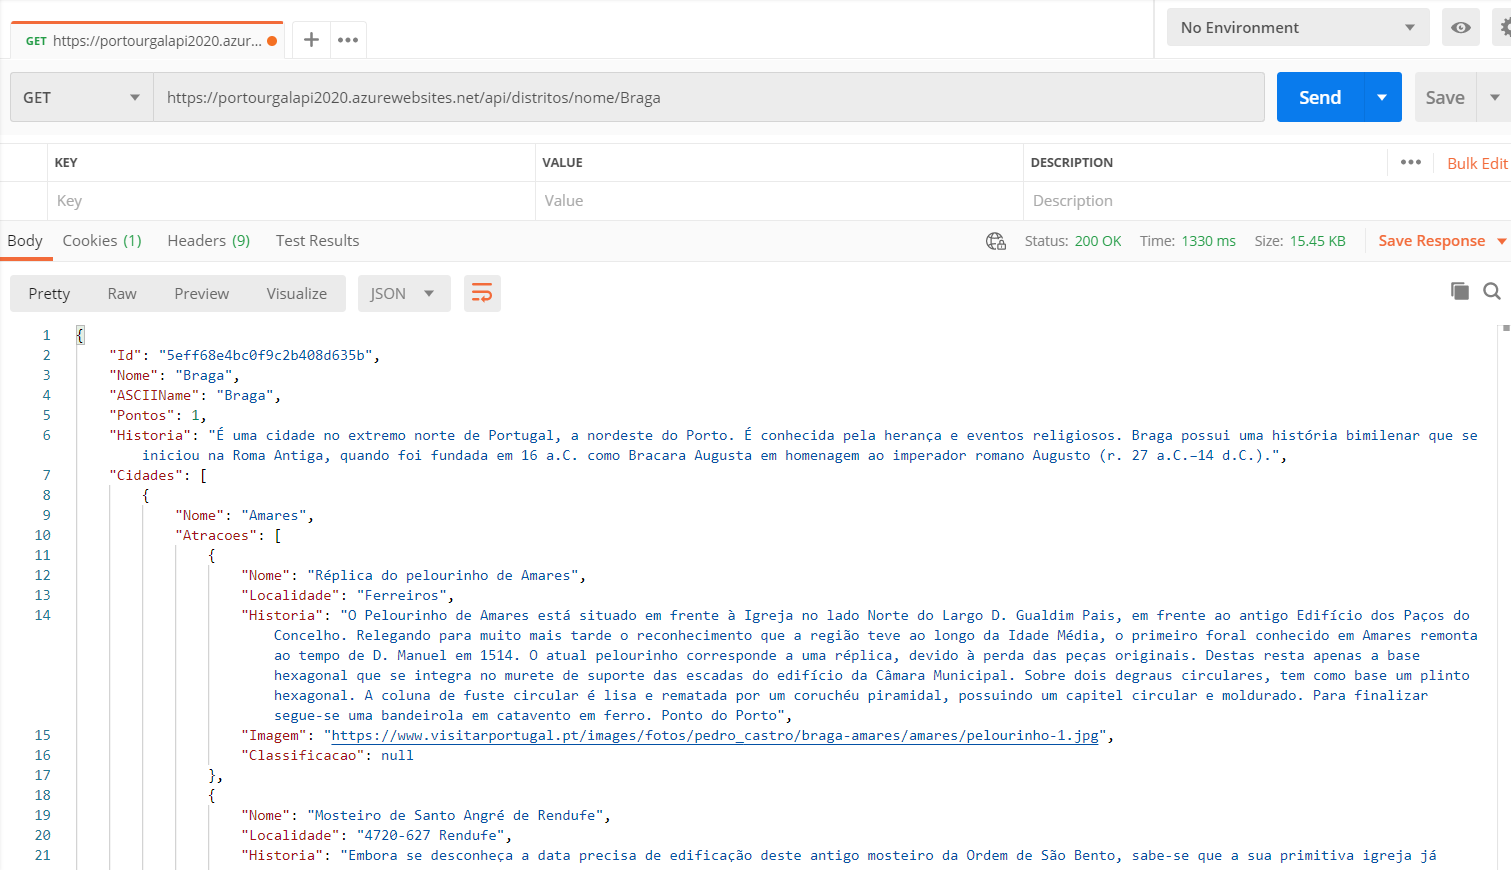 GET https://portourgalapi2020.azur...
No Environment
GET https://portourgalapi2020.azurewebsites.net/api/distritos/nome/Braga Send Save
KEY VALUE DESCRIPTION Bulk Edit
Key Value Description
Body Cookies (1) Headers (9) Test Results Status: 200 OK Time: 1330 ms Size: 15.45 KB Save Response
Pretty Raw Preview Visualize JSON
1 {
2 "Id": "5eff68e4bc0f9c2b408d635b",
3 "Nome": "Braga",
4 "ASCIIName": "Braga",
5 "Pontos": 1,
6 "Historia": "É uma cidade no extremo norte de Portugal, a nordeste do Porto. É conhecida pela herança e eventos religiosos. Braga possui uma história bimilenar que se
iniciou na Roma Antiga, quando foi fundada em 16 a.C. como Bracara Augusta em homenagem ao imperador romano Augusto (r. 27 a.C.–14 d.C.).",
7 "Cidades": [
8 {
9 "Nome": "Amares",
10 "Atracoes": [
11 {
12 "Nome": "Réplica do pelourinho de Amares",
13 "Localidade": "Ferreiros",
14 "Historia": "O Pelourinho de Amares está situado em frente à Igreja no lado Norte do Largo D. Gualdim Pais, em frente ao antigo Edifício dos Paços do
Concelho. Relegando para muito mais tarde o reconhecimento que a região teve ao longo da Idade Média, o primeiro foral conhecido em Amares remonta
ao tempo de D. Manuel em 1514. O atual pelourinho corresponde a uma réplica, devido à perda das peças originais. Destas resta apenas a base
hexagonal que se integra no murete de suporte das escadas do edifício da Câmara Municipal. Sobre dois degraus circulares, tem como base um plinto
hexagonal. A coluna de fuste circular é lisa e rematada por um coruchéu piramidal, possuindo um capitel circular e moldurado. Para finalizar
segue-se uma bandeirola em catavento em ferro. Ponto do Porto",
15 "Imagem": "https://www.visitarportugal.pt/images/fotos/pedro_castro/braga-amares/amares/pelourinho-1.jpg",
16 "Classificacao": null
17 },
18 {
19 "Nome": "Mosteiro de Santo Angré de Rendufe",
20 "Localidade": "4720-627 Rendufe",
21 "Historia": "Embora se desconheça a data precisa de edificação deste antigo mosteiro da Ordem de São Bento, sabe-se que a sua primitiva igreja já